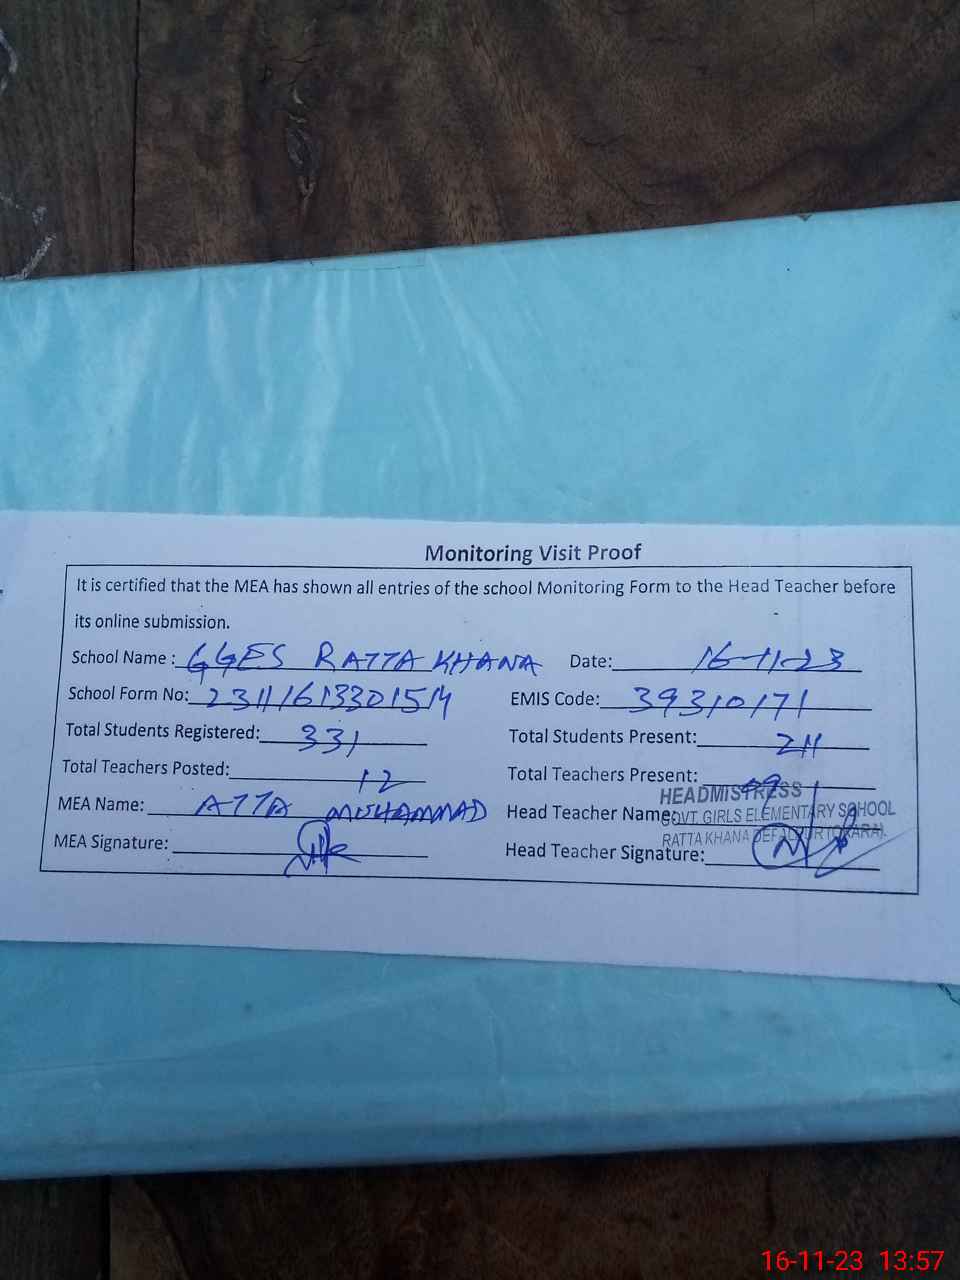 Monitoring Visit Proof
It is certified that the MEA has shown all entries of the school Monitoring Form to the Head Teacher before
its online submission.
School Name : GGES RATTA KHANA Date: 16-11-23
School Form No: 23111613301514 EMIS Code: 39310171
Total Students Registered: 331 Total Students Present: 211
Total Teachers Posted: 12 Total Teachers Present: 09
MEA Name: ATTA MUHAMMAD Head Teacher Name:
HEADMISTRESS
GOVT. GIRLS ELEMENTARY SCHOOL
RATTA KHANA DEPALPUR (OKARA).
MEA Signature: Head Teacher Signature:
16-11-23 13:57